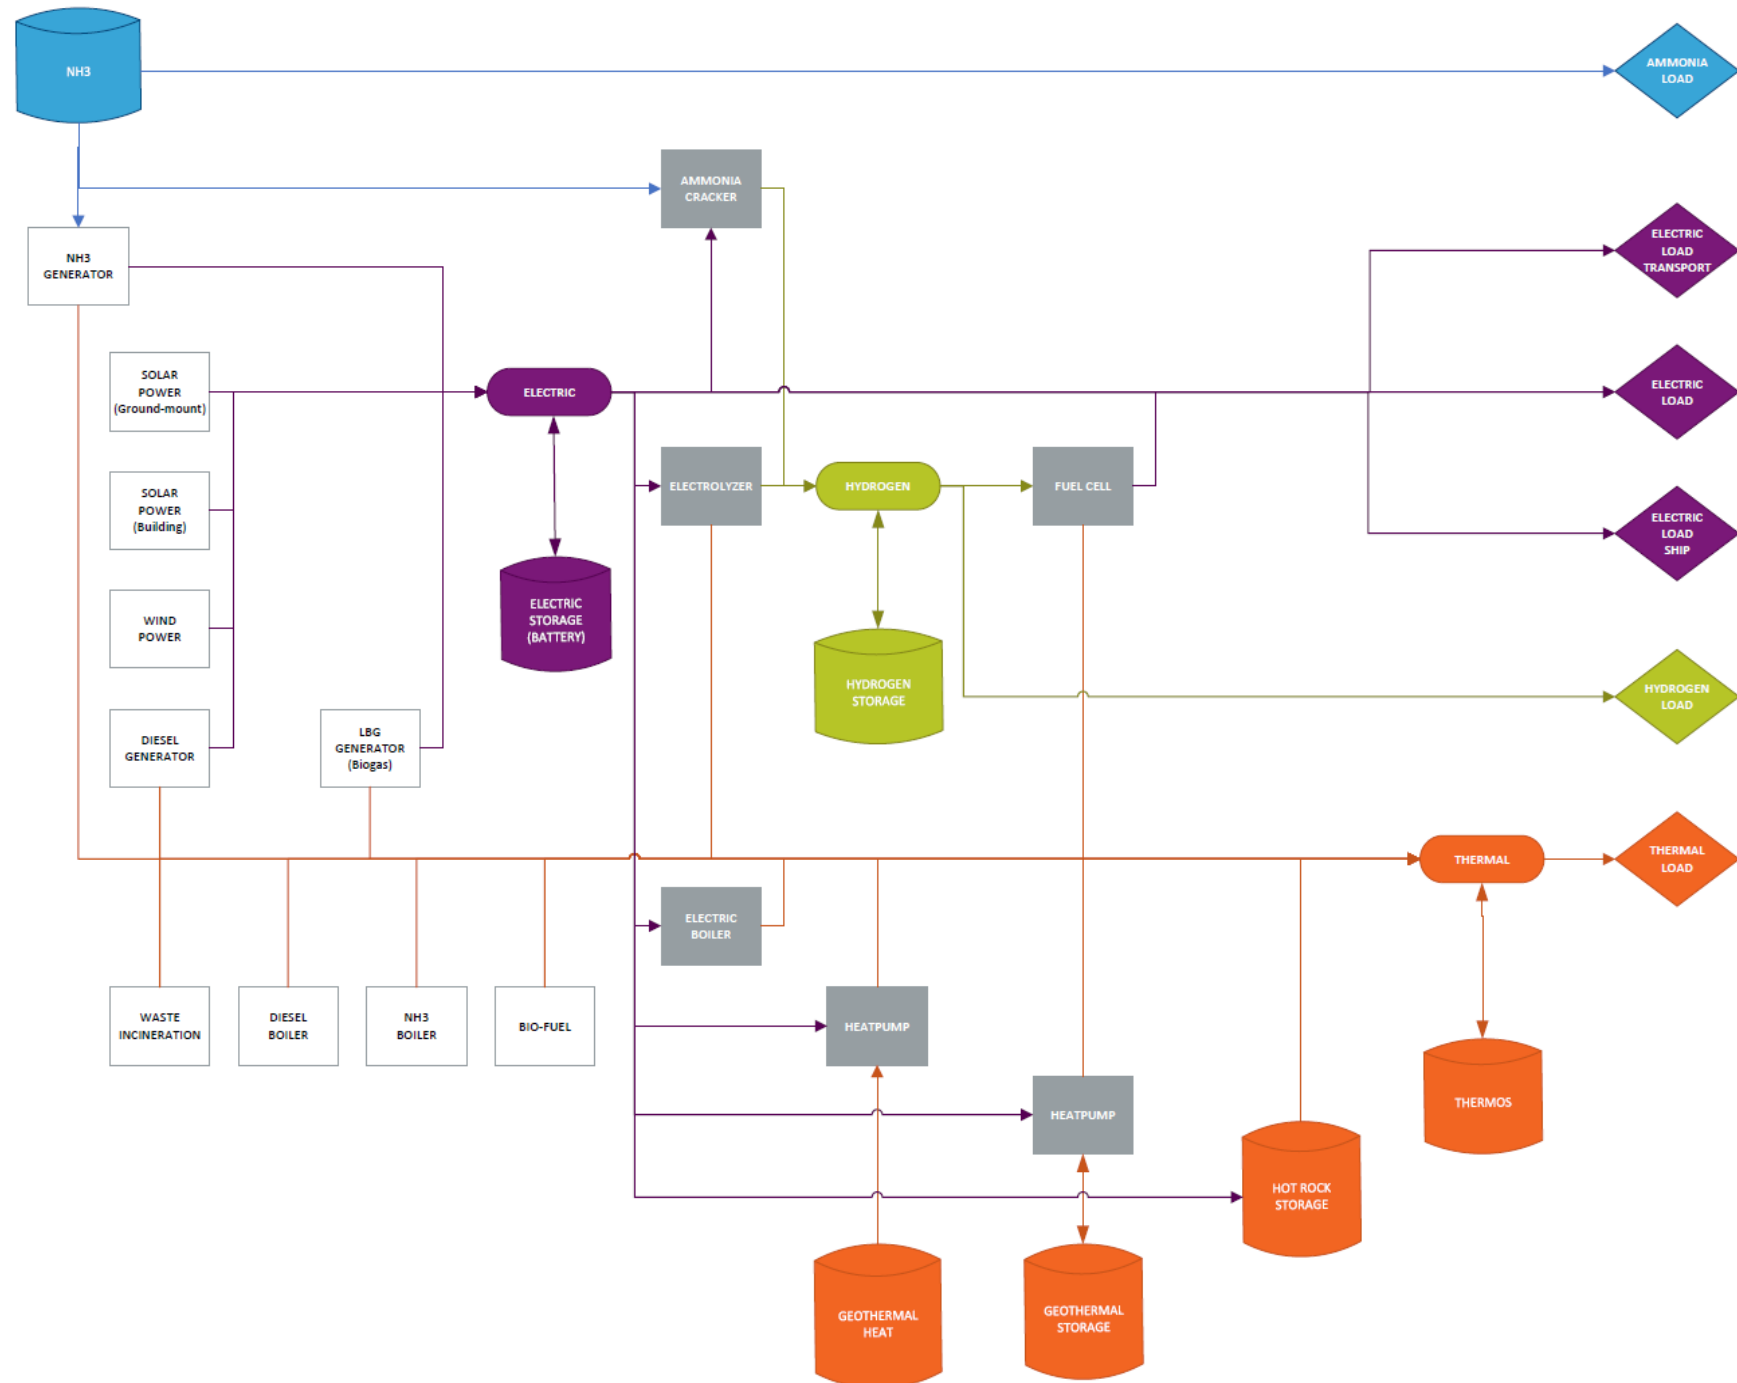 NH3
AMMONIA
LOAD
AMMONIA
CRACKER
NH3
GENERATOR
ELECTRIC
LOAD
TRANSPORT
SOLAR
POWER
(Ground-mount)
ELECTRIC
ELECTRIC
LOAD
SOLAR
POWER
(Building)
ELECTROLYZER
HYDROGEN
FUEL CELL
ELECTRIC
LOAD
SHIP
WIND
POWER
ELECTRIC
STORAGE
(BATTERY)
HYDROGEN
STORAGE
HYDROGEN
LOAD
DIESEL
GENERATOR
LBG
GENERATOR
(Biogas)
THERMAL
THERMAL
LOAD
ELECTRIC
BOILER
WASTE
INCINERATION
DIESEL
BOILER
NH3
BOILER
BIO-FUEL
HEATPUMP
HEATPUMP
THERMOS
HOT ROCK
STORAGE
GEOTHERMAL
HEAT
GEOTHERMAL
STORAGE